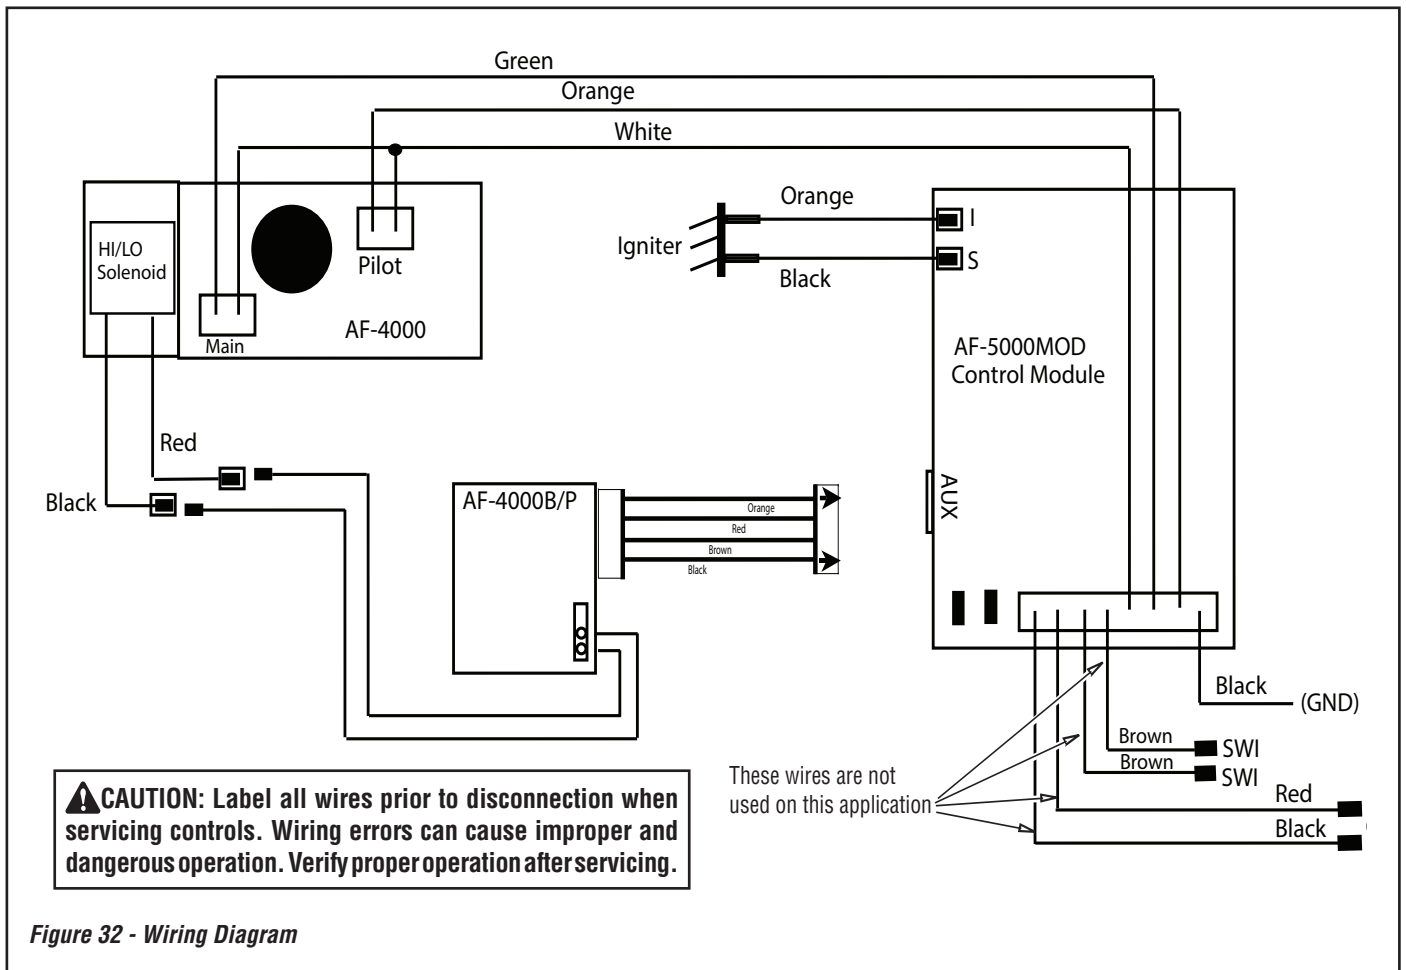 Green
Orange
White
Orange
I
Igniter
S
Black
HI/LO
Solenoid
Pilot
Main
AF-4000
AF-5000MOD
Control Module
Red
Black
AF-4000B/P
Orange
Red
Brown
Black
AUX
Black
(GND)
Brown
SWI
Brown
SWI
Red
Black
These wires are not
used on this application
CAUTION: Label all wires prior to disconnection when
servicing controls. Wiring errors can cause improper and
dangerous operation. Verify proper operation after servicing.
Figure 32 - Wiring Diagram